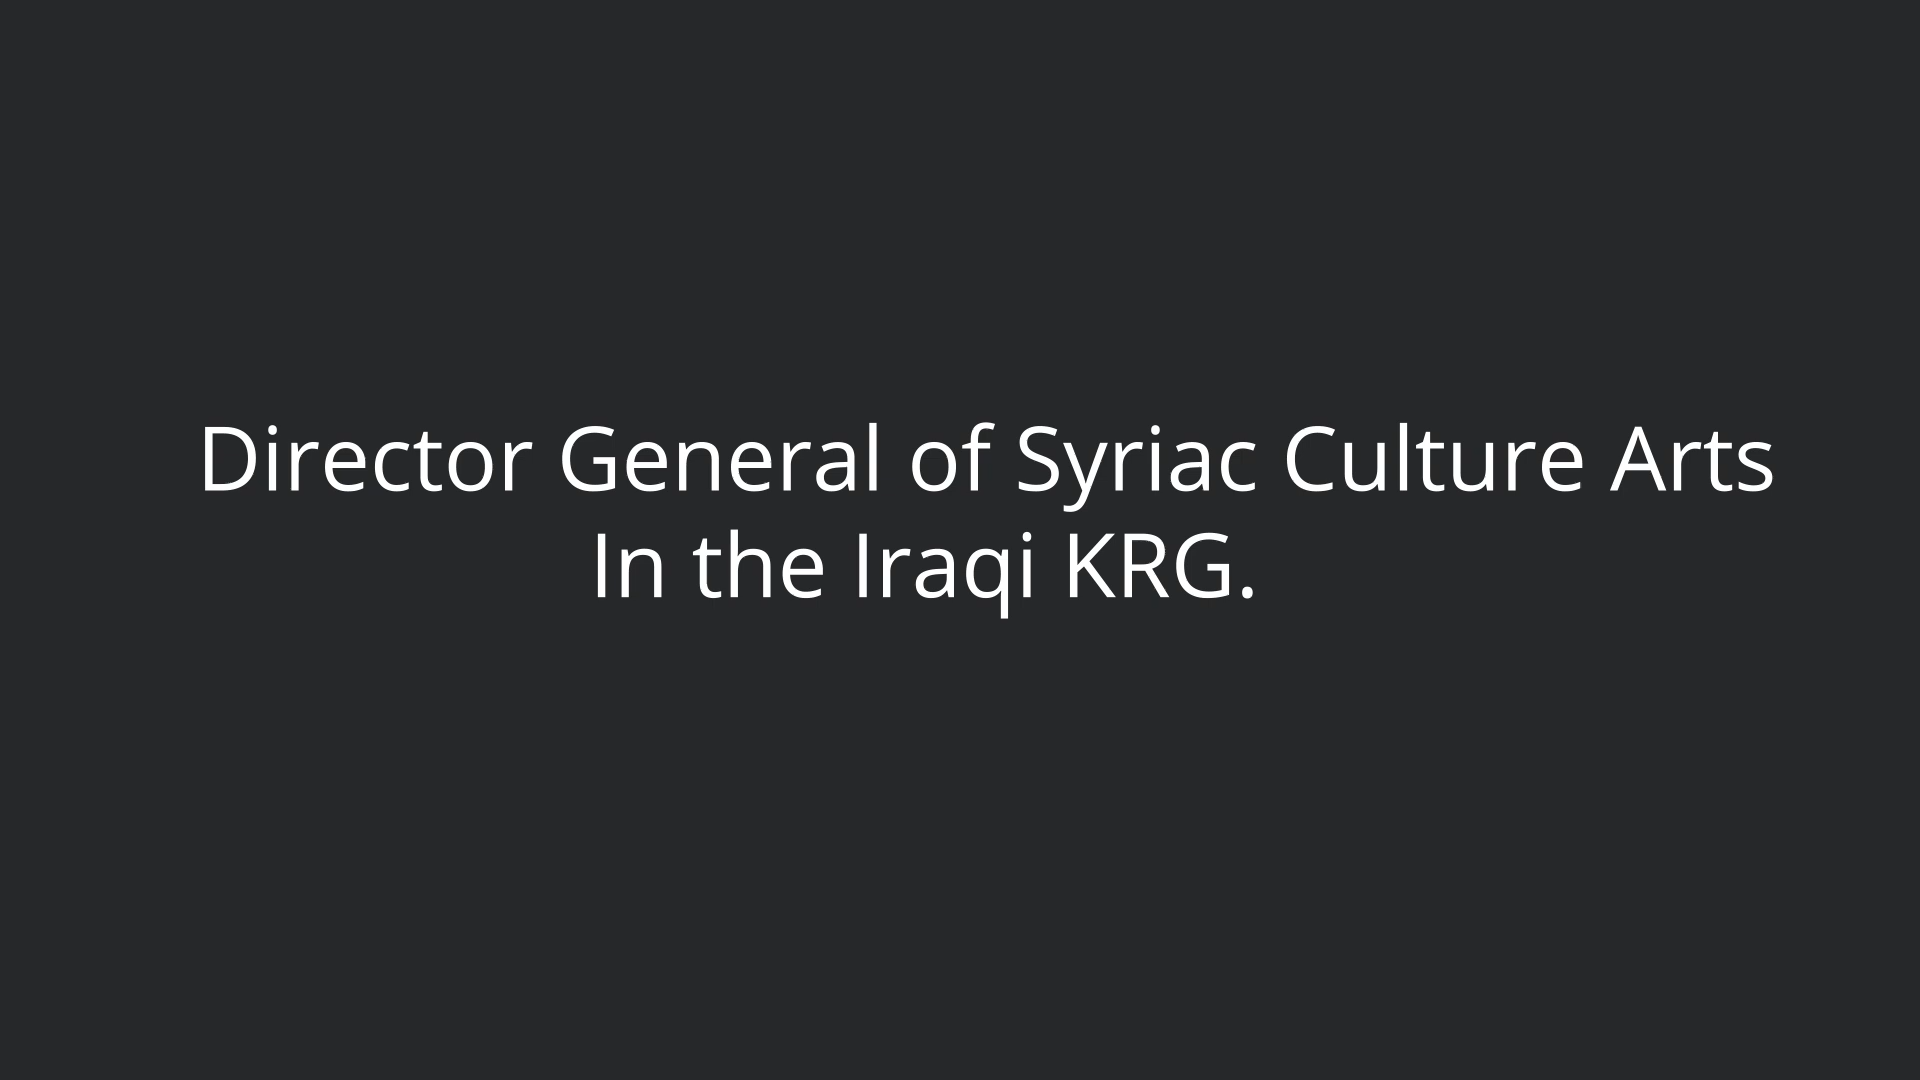 Director General of Syriac Culture Arts
In the Iraqi KRG.